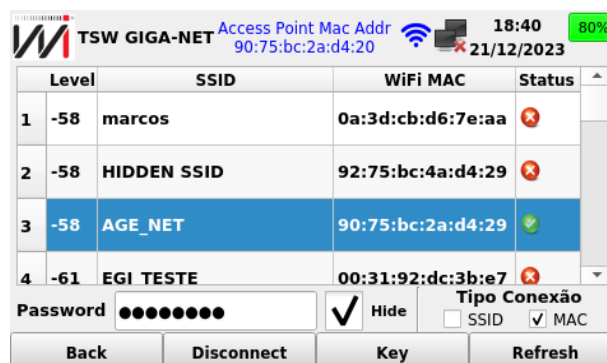 TSW GIGA-NET
Access Point Mac Addr
90:75:bc:2a:d4:20
18:40
21/12/2023
80%
Level SSID WiFi MAC Status
1 -58 marcos 0a:3d:cb:d6:7e:aa
2 -58 HIDDEN SSID 92:75:bc:4a:d4:29
3 -58 AGE_NET 90:75:bc:2a:d4:29
4 -61 EGI TESTE 00:31:92:dc:3b:e7
Password ●●●●●●●● Hide
Tipo Conexão
SSID MAC
Back Disconnect Key Refresh